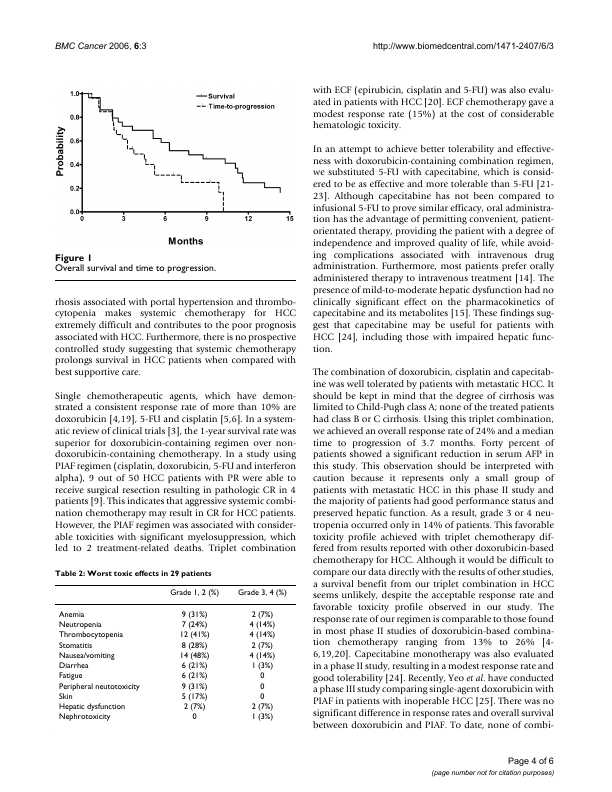 BMC Cancer 2006, 6:3
http://www.biomedcentral.com/1471-2407/6/3
1.0
0.8
0.6
0.4
0.2
0.0
0
3
6
9
12
15
Probability
Months
Survival
Time-to-progression
Figure 1
Overall survival and time to progression.
rhosis associated with portal hypertension and thrombo-
cytopenia makes systemic chemotherapy for HCC
extremely difficult and contributes to the poor prognosis
associated with HCC. Furthermore, there is no prospective
controlled study suggesting that systemic chemotherapy
prolongs survival in HCC patients when compared with
best supportive care.
Single chemotherapeutic agents, which have demon-
strated a consistent response rate of more than 10% are
doxorubicin [4,19], 5-FU and cisplatin [5,6]. In a system-
atic review of clinical trials [3], the 1-year survival rate was
superior for doxorubicin-containing regimen over non-
doxorubicin-containing chemotherapy. In a study using
PIAF regimen (cisplatin, doxorubicin, 5-FU and interferon
alpha), 9 out of 50 HCC patients with PR were able to
receive surgical resection resulting in pathologic CR in 4
patients [9]. This indicates that aggressive systemic combi-
nation chemotherapy may result in CR for HCC patients.
However, the PIAF regimen was associated with consider-
able toxicities with significant myelosuppression, which
led to 2 treatment-related deaths. Triplet combination
Table 2: Worst toxic effects in 29 patients
Grade 1, 2 (%) Grade 3, 4 (%)
Anemia 9 (31%) 2 (7%)
Neutropenia 7 (24%) 4 (14%)
Thrombocytopenia 12 (41%) 4 (14%)
Stomatitis 8 (28%) 2 (7%)
Nausea/vomiting 14 (48%) 4 (14%)
Diarrhea 6 (21%) 1 (3%)
Fatigue 6 (21%) 0
Peripheral neutotoxicity 9 (31%) 0
Skin 5 (17%) 0
Hepatic dysfunction 2 (7%) 2 (7%)
Nephrotoxicity 0 1 (3%)
with ECF (epirubicin, cisplatin and 5-FU) was also evalu-
ated in patients with HCC [20]. ECF chemotherapy gave a
modest response rate (15%) at the cost of considerable
hematologic toxicity.
In an attempt to achieve better tolerability and effective-
ness with doxorubicin-containing combination regimen,
we substituted 5-FU with capecitabine, which is consid-
ered to be as effective and more tolerable than 5-FU [21-
23]. Although capecitabine has not been compared to
infusional 5-FU to prove similar efficacy, oral administra-
tion has the advantage of permitting convenient, patient-
orientated therapy, providing the patient with a degree of
independence and improved quality of life, while avoid-
ing complications associated with intravenous drug
administration. Furthermore, most patients prefer orally
administered therapy to intravenous treatment [14]. The
presence of mild-to-moderate hepatic dysfunction had no
clinically significant effect on the pharmacokinetics of
capecitabine and its metabolites [15]. These findings sug-
gest that capecitabine may be useful for patients with
HCC [24], including those with impaired hepatic func-
tion.
The combination of doxorubicin, cisplatin and capecitab-
ine was well tolerated by patients with metastatic HCC. It
should be kept in mind that the degree of cirrhosis was
limited to Child-Pugh class A; none of the treated patients
had class B or C cirrhosis. Using this triplet combination,
we achieved an overall response rate of 24% and a median
time to progression of 3.7 months. Forty percent of
patients showed a significant reduction in serum AFP in
this study. This observation should be interpreted with
caution because it represents only a small group of
patients with metastatic HCC in this phase II study and
the majority of patients had good performance status and
preserved hepatic function. As a result, grade 3 or 4 neu-
tropenia occurred only in 14% of patients. This favorable
toxicity profile achieved with triplet chemotherapy dif-
fered from results reported with other doxorubicin-based
chemotherapy for HCC. Although it would be difficult to
compare our data directly with the results of other studies,
a survival benefit from our triplet combination in HCC
seems unlikely, despite the acceptable response rate and
favorable toxicity profile observed in our study. The
response rate of our regimen is comparable to those found
in most phase II studies of doxorubicin-based combina-
tion chemotherapy ranging from 13% to 26% [4-
6,19,20]. Capecitabine monotherapy was also evaluated
in a phase II study, resulting in a modest response rate and
good tolerability [24]. Recently, Yeo et al. have conducted
a phase III study comparing single-agent doxorubicin with
PIAF in patients with inoperable HCC [25]. There was no
significant difference in response rates and overall survival
between doxorubicin and PIAF. To date, none of combi-
Page 4 of 6
(page number not for citation purposes)